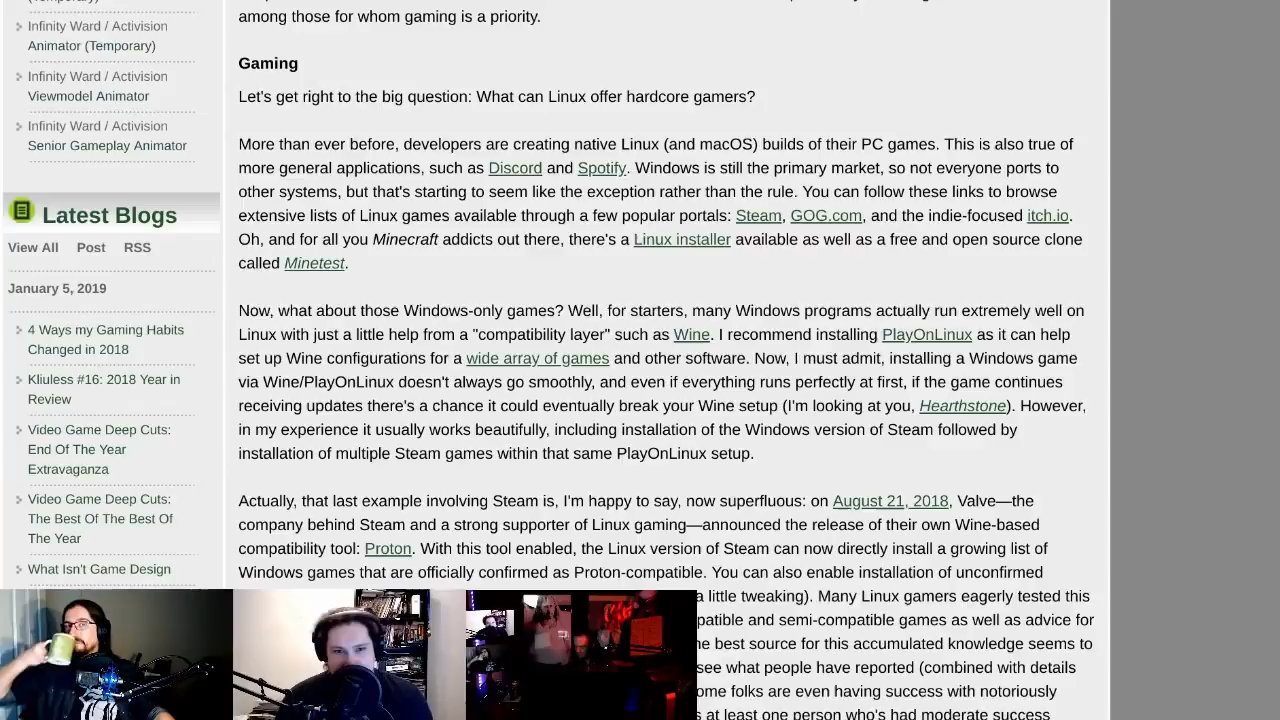 Infinity Ward / Activision
Animator (Temporary)
Infinity Ward / Activision
Viewmodel Animator
Infinity Ward / Activision
Senior Gameplay Animator
Latest Blogs
View All Post RSS
January 5, 2019
4 Ways my Gaming Habits
Changed in 2018
Kliuless #16: 2018 Year in
Review
Video Game Deep Cuts:
End Of The Year
Extravaganza
Video Game Deep Cuts:
The Best Of The Best Of
The Year
What Isn't Game Design
among those for whom gaming is a priority.
Gaming
Let's get right to the big question: What can Linux offer hardcore gamers?
More than ever before, developers are creating native Linux (and macOS) builds of their PC games. This is also true of
more general applications, such as Discord and Spotify. Windows is still the primary market, so not everyone ports to
other systems, but that's starting to seem like the exception rather than the rule. You can follow these links to browse
extensive lists of Linux games available through a few popular portals: Steam, GOG.com, and the indie-focused itch.io.
Oh, and for all you Minecraft addicts out there, there's a Linux installer available as well as a free and open source clone
called Minetest.
Now, what about those Windows-only games? Well, for starters, many Windows programs actually run extremely well on
Linux with just a little help from a "compatibility layer" such as Wine. I recommend installing PlayOnLinux as it can help
set up Wine configurations for a wide array of games and other software. Now, I must admit, installing a Windows game
via Wine/PlayOnLinux doesn't always go smoothly, and even if everything runs perfectly at first, if the game continues
receiving updates there's a chance it could eventually break your Wine setup (I'm looking at you, Hearthstone). However,
in my experience it usually works beautifully, including installation of the Windows version of Steam followed by
installation of multiple Steam games within that same PlayOnLinux setup.
Actually, that last example involving Steam is, I'm happy to say, now superfluous: on August 21, 2018, Valve—the
company behind Steam and a strong supporter of Linux gaming—announced the release of their own Wine-based
compatibility tool: Proton. With this tool enabled, the Linux version of Steam can now directly install a growing list of
Windows games that are officially confirmed as Proton-compatible. You can also enable installation of unconfirmed
a little tweaking). Many Linux gamers eagerly tested this
patible and semi-compatible games as well as advice for
he best source for this accumulated knowledge seems to
see what people have reported (combined with details
ome folks are even having success with notoriously
s at least one person who's had moderate success